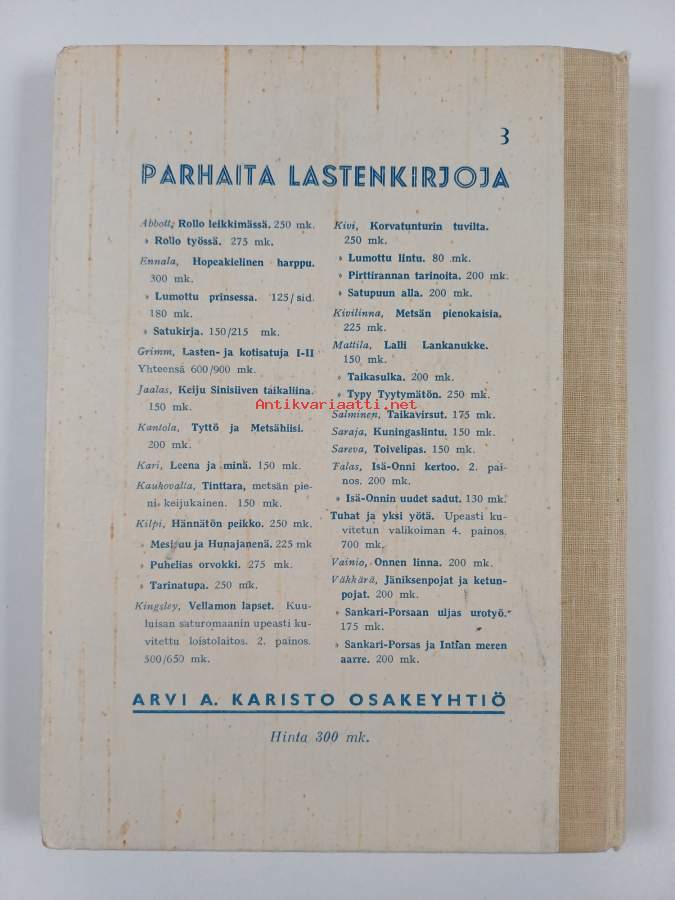 3
PARHAITA LASTENKIRJOJA
Abbott, Rollo leikkimässä. 250 mk.
» Rollo työssä. 275 mk.
Ennala, Hopeakielinen harppu.
300 mk.
» Lumottu prinsessa. 125/sid.
180 mk.
» Satukirja. 150/215 mk.
Grimm, Lasten- ja kotisatuja I-II
Yhteensä 600/900 mk.
Jaalas, Keiju Sinisiiven taikaliina.
150 mk.
Kantola, Tyttö ja Metsähiisi.
200 mk.
Kari, Leena ja minä. 150 mk.
Kauhovalta, Tinttara, metsän pie-
ni keijukainen. 150 mk.
Kilpi, Hännätön peikko. 250 mk.
» Mesisuu ja Hunajanenä. 225 mk
» Puhelias orvokki. 275 mk.
» Tarinatupa. 250 mk.
Kingsley, Vellamon lapset. Kuu-
luisan saturomaanin upeasti ku-
vitettu loistolaitos. 2. painos.
500/650 mk.
Kivi, Korvatunturin tuvilta.
250 mk.
» Lumottu lintu. 80 mk.
» Pirttirannan tarinoita. 200 mk.
» Satupuun alla. 200 mk.
Kivilinna, Metsän pienokaisia.
225 mk.
Mattila, Lalli Lankanukke.
150 mk.
» Taikasulka. 200 mk.
» Typy Tyytymätön. 250 mk.
Salminen, Taikavirsut. 175 mk.
Saraja, Kuningaslintu. 150 mk.
Sareva, Toivelipas. 150 mk.
Talas, Isä-Onni kertoo. 2. pai-
nos. 200 mk.
» Isä-Onnin uudet sadut. 130 mk.
Tuhat ja yksi yötä. Upeasti ku-
vitetun valikoiman 4. painos.
700 mk.
Vainio, Onnen linna. 200 mk.
Väkkärä, Jäniksenpojat ja ketun-
pojat. 200 mk.
» Sankari-Porsaan uljas urotyö.
175 mk.
» Sankari-Porsas ja Intian meren
aarre. 200 mk.
Antikvariaatti.net
ARVI A. KARISTO OSAKEYHTIÖ
Hinta 300 mk.